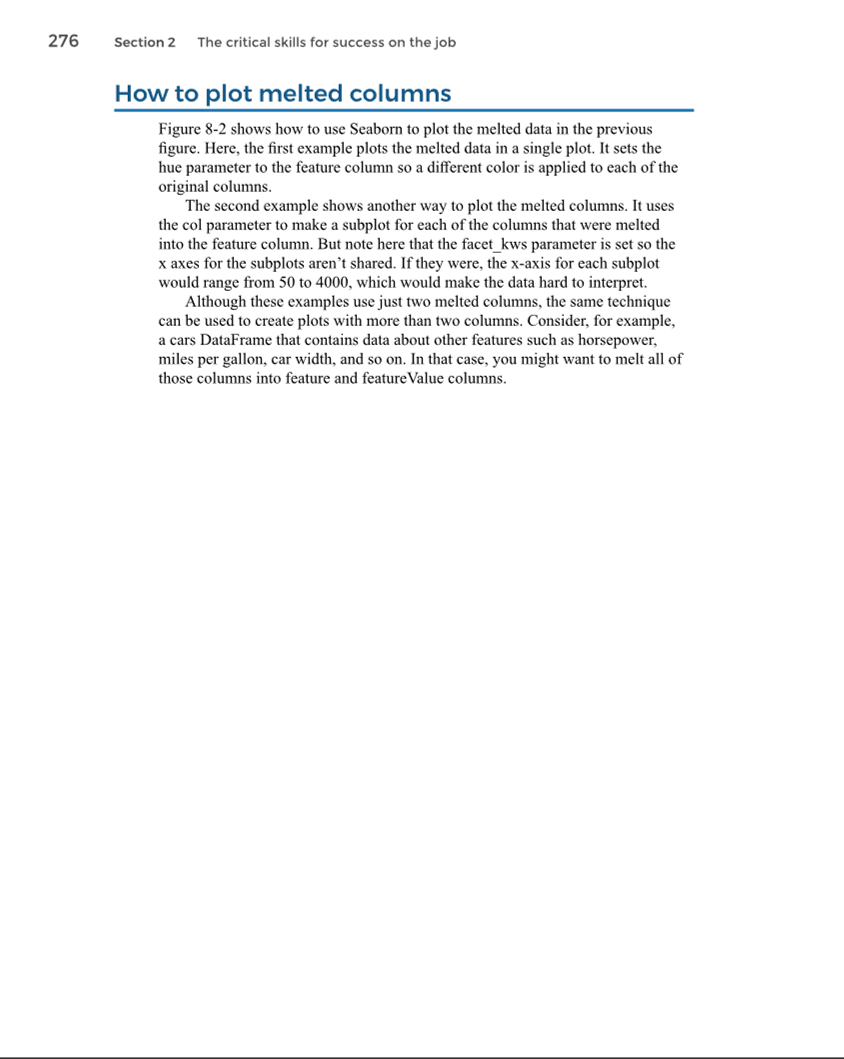 276 Section 2 The critical skills for success on the job
How to plot melted columns
Figure 8-2 shows how to use Seaborn to plot the melted data in the previous
figure. Here, the first example plots the melted data in a single plot. It sets the
hue parameter to the feature column so a different color is applied to each of the
original columns.
The second example shows another way to plot the melted columns. It uses
the col parameter to make a subplot for each of the columns that were melted
into the feature column. But note here that the facet_kws parameter is set so the
x axes for the subplots aren’t shared. If they were, the x-axis for each subplot
would range from 50 to 4000, which would make the data hard to interpret.
Although these examples use just two melted columns, the same technique
can be used to create plots with more than two columns. Consider, for example,
a cars DataFrame that contains data about other features such as horsepower,
miles per gallon, car width, and so on. In that case, you might want to melt all of
those columns into feature and featureValue columns.